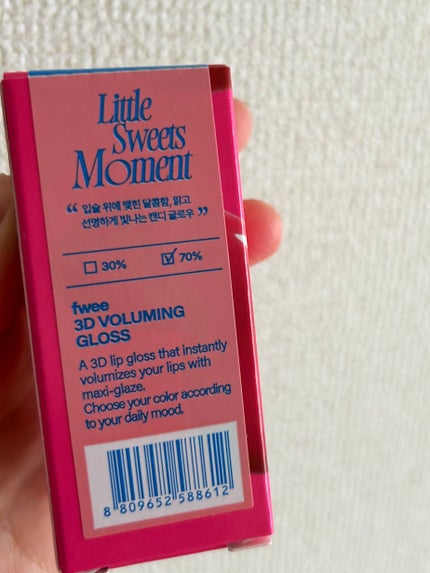 Little
Sweets
Moment
“ 입술 위에 맺힌 달콤함, 맑고
선명하게 빛나는 캔디 글로우 ”
30%
70%
fwee
3D VOLUMING
GLOSS
A 3D lip gloss that instantly
volumizes your lips with
maxi-glaze.
Choose your color according
to your daily mood.
8 809652 588612